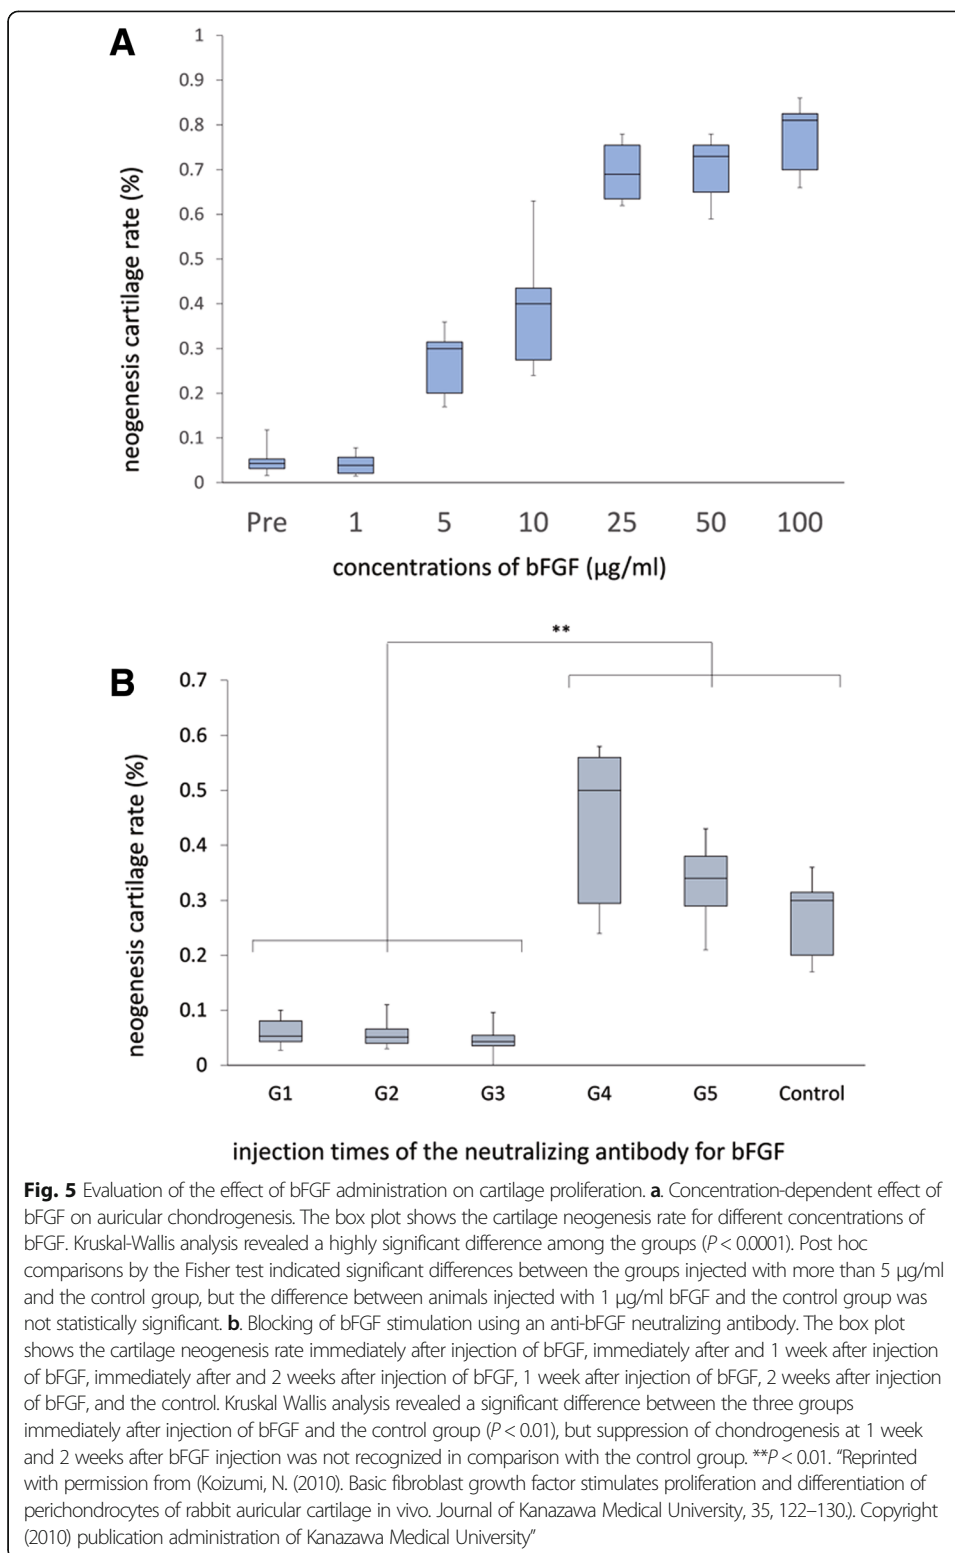 A
1
0.9
0.8
0.7
0.6
0.5
0.4
0.3
0.2
0.1
0
neogenesis cartilage rate (%)
Pre 1 5 10 25 50 100
concentrations of bFGF (µg/ml)
**
B
0.7
0.6
0.5
0.4
0.3
0.2
0.1
0
neogenesis cartilage rate (%)
G1 G2 G3 G4 G5 Control
injection times of the neutralizing antibody for bFGF
Fig. 5 Evaluation of the effect of bFGF administration on cartilage proliferation. a. Concentration-dependent effect of
bFGF on auricular chondrogenesis. The box plot shows the cartilage neogenesis rate for different concentrations of
bFGF. Kruskal-Wallis analysis revealed a highly significant difference among the groups (P < 0.0001). Post hoc
comparisons by the Fisher test indicated significant differences between the groups injected with more than 5 µg/ml
and the control group, but the difference between animals injected with 1 µg/ml bFGF and the control group was
not statistically significant. b. Blocking of bFGF stimulation using an anti-bFGF neutralizing antibody. The box plot
shows the cartilage neogenesis rate immediately after injection of bFGF, immediately after and 1 week after injection
of bFGF, immediately after and 2 weeks after injection of bFGF, 1 week after injection of bFGF, 2 weeks after injection
of bFGF, and the control. Kruskal Wallis analysis revealed a significant difference between the three groups
immediately after injection of bFGF and the control group (P < 0.01), but suppression of chondrogenesis at 1 week
and 2 weeks after bFGF injection was not recognized in comparison with the control group. **P < 0.01. “Reprinted
with permission from (Koizumi, N. (2010). Basic fibroblast growth factor stimulates proliferation and differentiation of
perichondrocytes of rabbit auricular cartilage in vivo. Journal of Kanazawa Medical University, 35, 122–130.). Copyright
(2010) publication administration of Kanazawa Medical University”